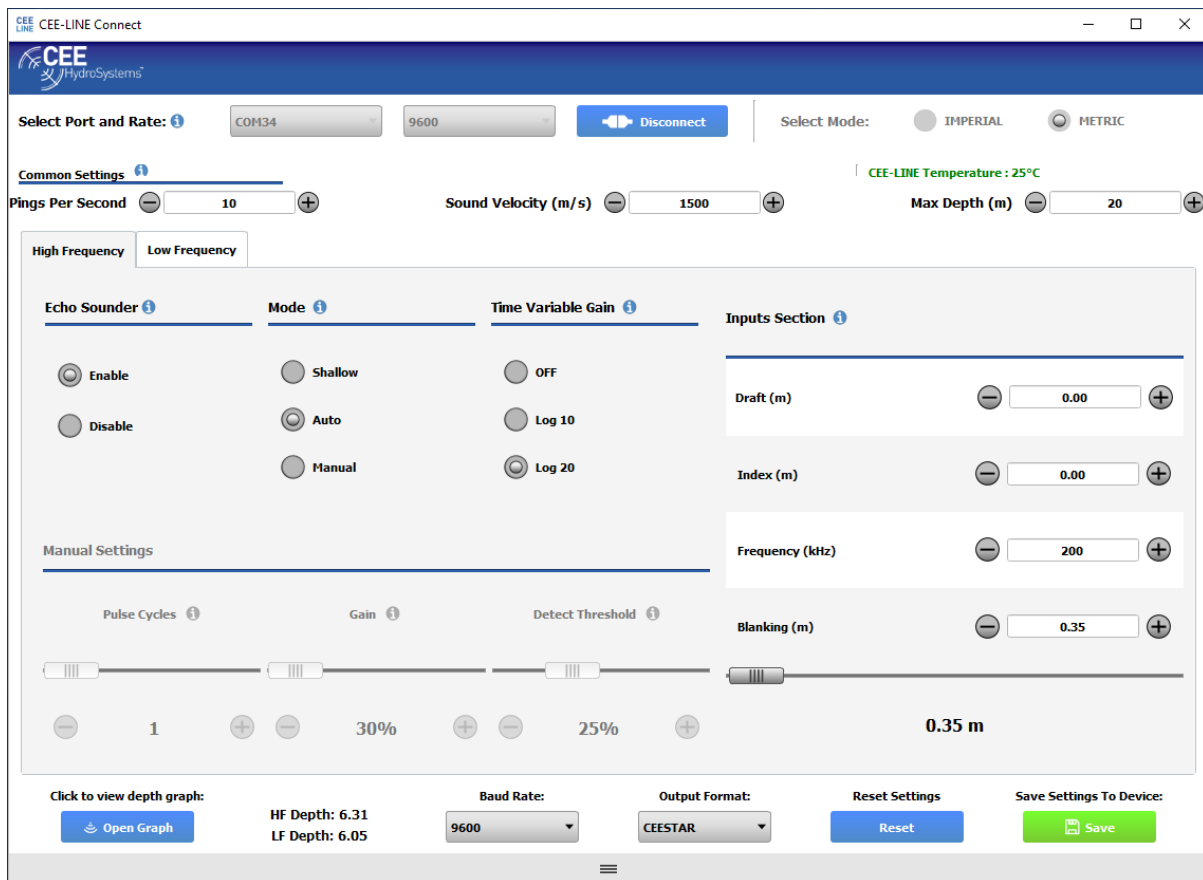 CEE
LINE
CEE-LINE Connect
CEE
HydroSystems™
Select Port and Rate: COM34 9600 Disconnect Select Mode: IMPERIAL METRIC
Common Settings CEE-LINE Temperature : 25°C
Pings Per Second 10 Sound Velocity (m/s) 1500 Max Depth (m) 20
High Frequency Low Frequency
Echo Sounder Mode Time Variable Gain Inputs Section
Enable Shallow OFF
Draft (m) 0.00
Disable Auto Log 10
Manual Log 20 Index (m) 0.00
Manual Settings Frequency (kHz) 200
Pulse Cycles Gain Detect Threshold Blanking (m) 0.35
1 30% 25% 0.35 m
Click to view depth graph: Baud Rate: Output Format: Reset Settings Save Settings To Device:
HF Depth: 6.31
Open Graph 9600 CEESTAR Reset Save
LF Depth: 6.05